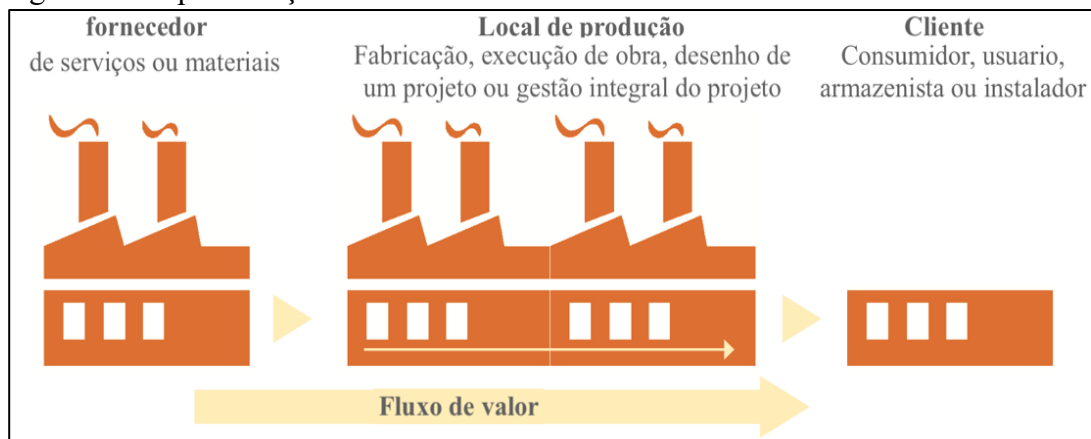 fornecedor
de serviços ou materiais
Local de produção
Fabricação, execução de obra, desenho de
um projeto ou gestão integral do projeto
Cliente
Consumidor, usuario,
armazenista ou instalador
Fluxo de valor